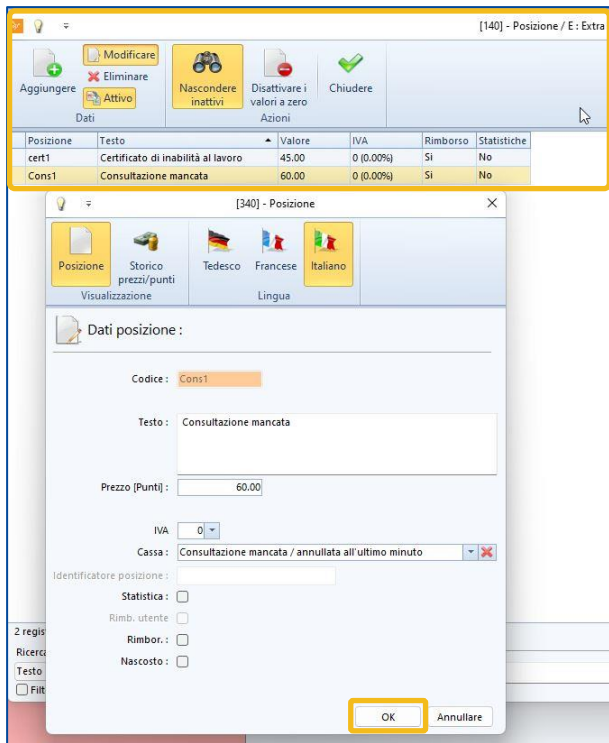 [140] - Posizione / E : Extra
Aggiungere
Modificare
Eliminare
Attivo
Dati
Nascondere
inattivi
Disattivare i
valori a zero
Chiudere
Azioni
Posizione Testo Valore IVA Rimborso Statistiche
cert1 Certificato di inabilità al lavoro 45.00 0 (0.00%) Si No
Cons1 Consultazione mancata 60.00 0 (0.00%) Si No
[340] - Posizione
Posizione
Storico
prezzi/punti
Visualizzazione
Tedesco Francese Italiano
Lingua
Dati posizione :
Codice : Cons1
Testo : Consultazione mancata
Prezzo [Punti] : 60.00
IVA 0
Cassa : Consultazione mancata / annullata all'ultimo minuto
Identificatore posizione :
Statistica :
Rimb. utente
Rimbor. :
Nascosto :
2 regis
Ricerca
Testo
Filt
OK Annullare